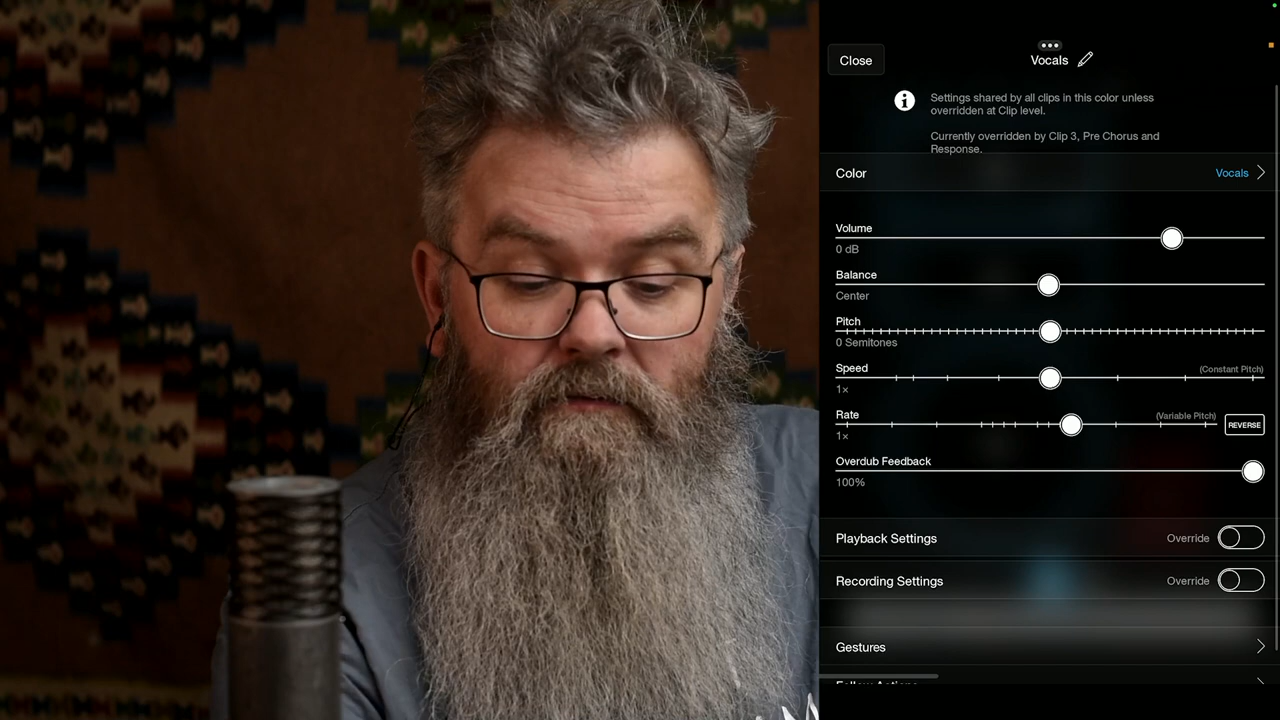 Close
Vocals
Settings shared by all clips in this color unless
overridden at Clip level.
Currently overridden by Clip 3, Pre Chorus and
Response.
Color
Vocals
Volume
0 dB
Balance
Center
Pitch
0 Semitones
Speed
(Constant Pitch)
1×
Rate
(Variable Pitch)
REVERSE
1×
Overdub Feedback
100%
Playback Settings
Override
Recording Settings
Override
Gestures
Follow Actions